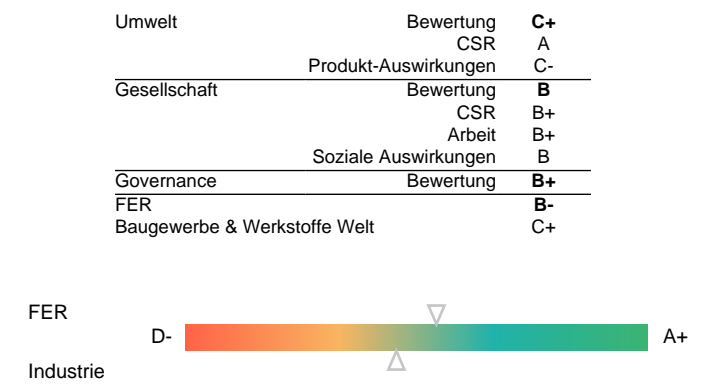 Umwelt Bewertung C+
CSR A
Produkt-Auswirkungen C-
Gesellschaft Bewertung B
CSR B+
Arbeit B+
Soziale Auswirkungen B
Governance Bewertung B+
FER B-
Baugewerbe & Werkstoffe Welt C+
FER
D- A+
Industrie